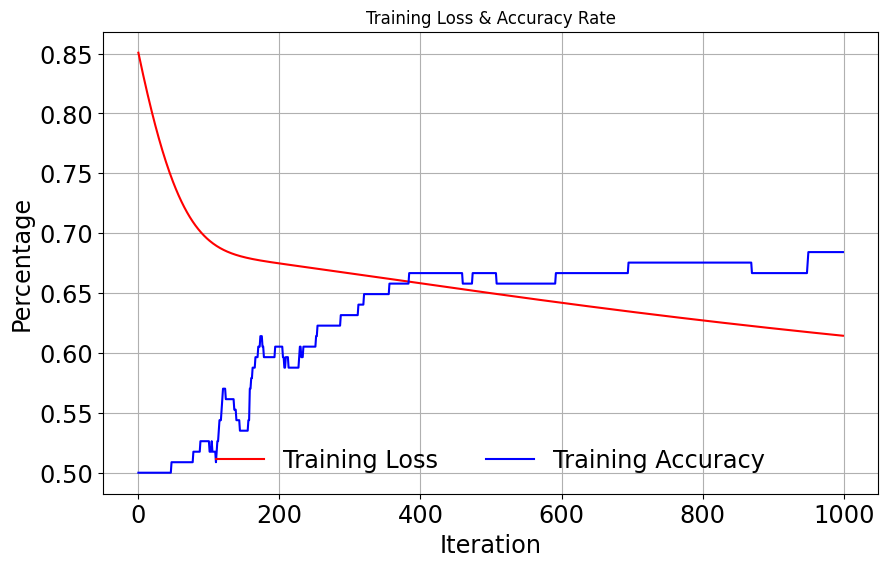 Training Loss & Accuracy Rate
0.85
0.80
0.75
0.70
0.65
0.60
0.55
0.50
Percentage
Training Loss Training Accuracy
0 200 400 600 800 1000
Iteration